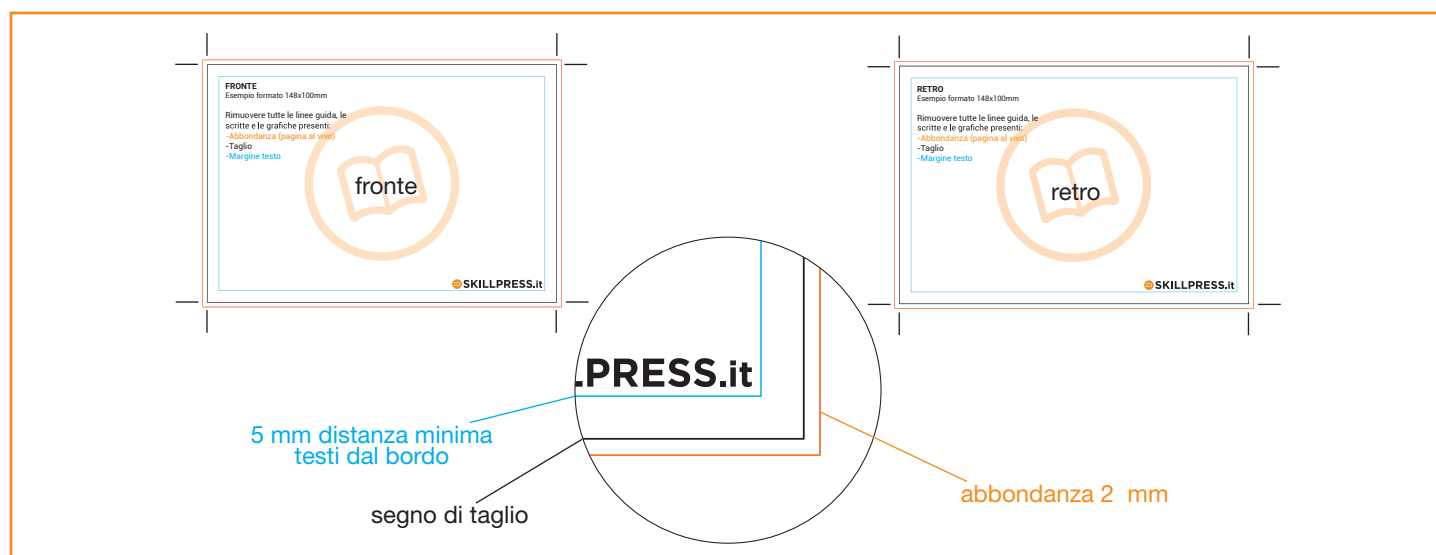 FRONTE
Esempio formato 148x100mm
Rimuovere tutte le linee guida, le
scritte e le grafiche presenti:
-Abbondanza (pagina al vivo)
-Taglio
-Margine testo
fronte
SKILLPRESS.it
RETRO
Esempio formato 148x100mm
Rimuovere tutte le linee guida, le
scritte e le grafiche presenti:
-Abbondanza (pagina al vivo)
-Taglio
-Margine testo
retro
SKILLPRESS.it
.PRESS.it
5 mm distanza minima
testi dal bordo
segno di taglio
abbondanza 2 mm